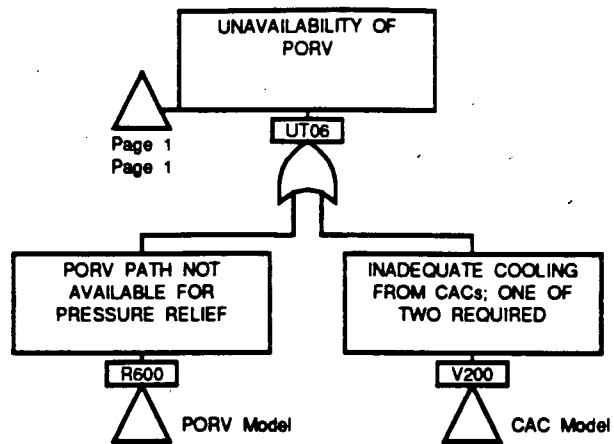 UNAVAILABILITY OF
PORV
UT06
Page 1
Page 1
PORV PATH NOT
AVAILABLE FOR
PRESSURE RELIEF
R600
PORV Model
INADEQUATE COOLING
FROM CACs; ONE OF
TWO REQUIRED
V200
CAC Model